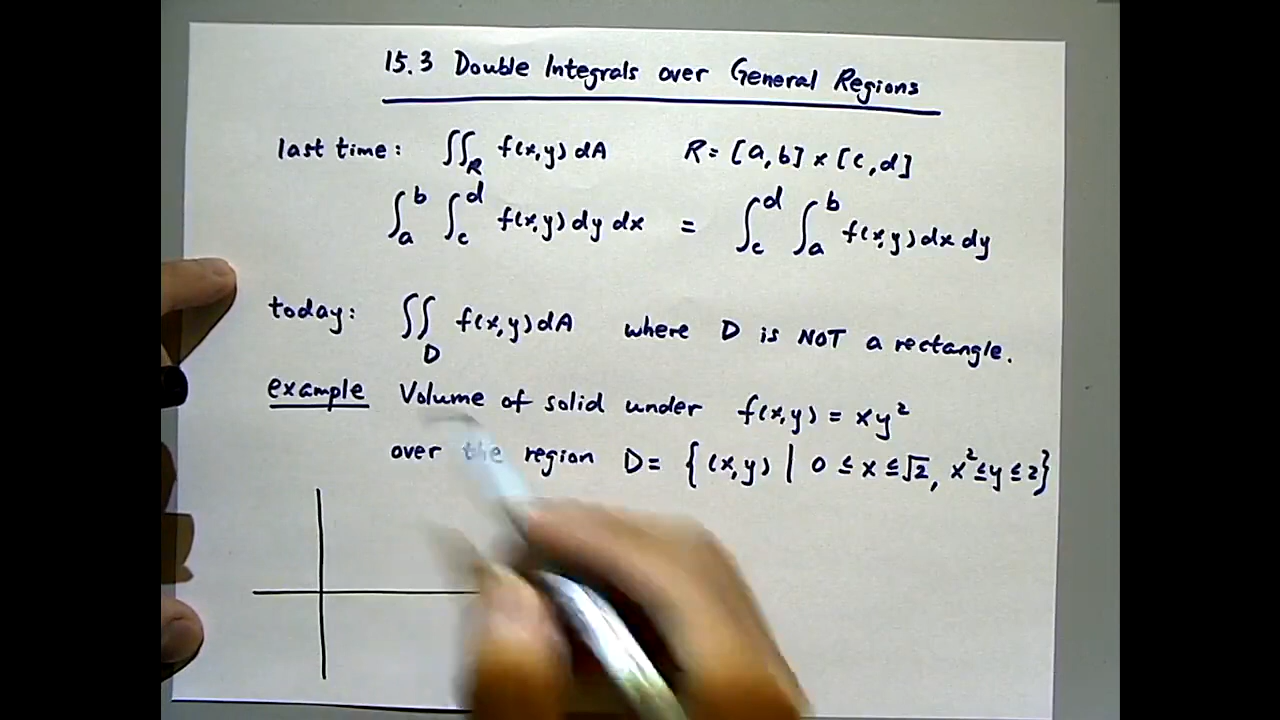 15.3 Double Integrals over General Regions
last time: ∬_R f(x,y) dA R = [a,b] × [c,d]
∫_a^b ∫_c^d f(x,y) dy dx = ∫_c^d ∫_a^b f(x,y) dx dy
today: ∬_D f(x,y) dA where D is NOT a rectangle.
example Volume of solid under f(x,y) = xy²
over the region D = { (x,y) | 0 ≤ x ≤ √2, x² ≤ y ≤ 2 }